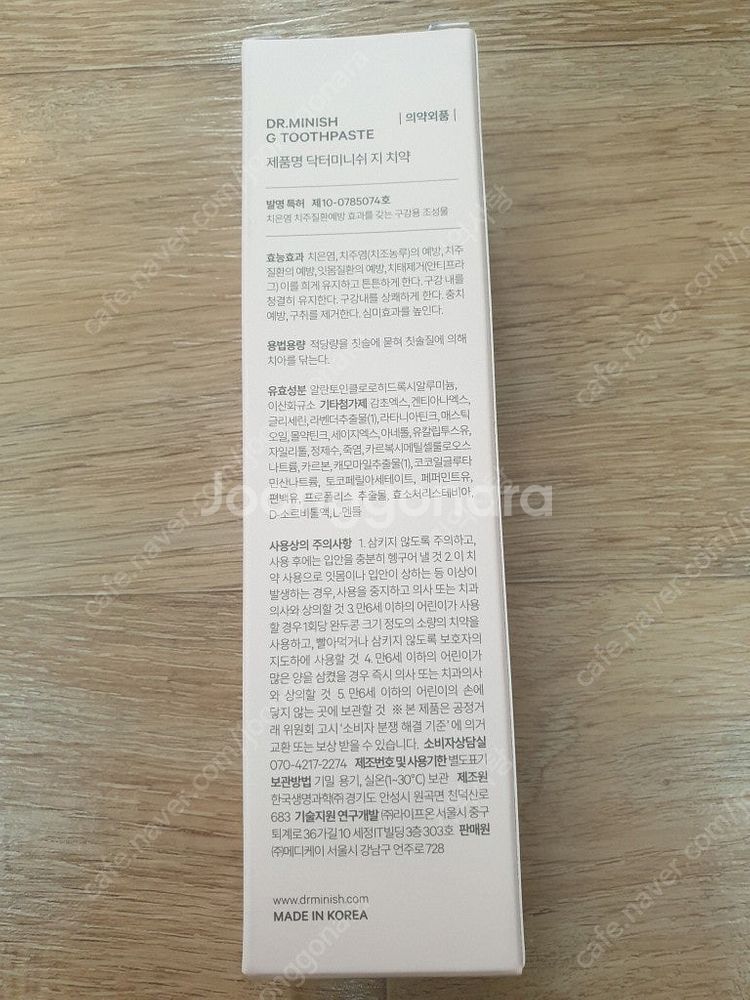 DR.MINISH
G TOOTHPASTE
| 의약외품 |
제품명 닥터미니쉬 지 치약
발명 특허 제10-0785074호
치은염 치주질환예방 효과를 갖는 구강용 조성물
효능효과 치은염, 치주염(치조농루)의 예방, 치주
질환의 예방, 잇몸질환의 예방, 치태제거(안티프라
그) 이를 희게 유지하고 튼튼하게 한다. 구강 내를
청결히 유지한다. 구강내를 상쾌하게 한다. 충치
예방, 구취를 제거한다. 심미효과를 높인다.
용법용량 적당량을 칫솔에 묻혀 칫솔질에 의해
치아를 닦는다.
유효성분 알란토인클로로히드록시알루미늄,
이산화규소 기타첨가제 감초엑스, 겐티아나엑스,
글리세린, 라벤더추출물(1), 라타니아틴크, 매스틱
오일, 몰약틴크, 세이지엑스, 아네톨, 유칼립투스유,
자일리톨, 정제수, 죽염, 카르복시메틸셀룰로오스
나트륨, 카르본, 캐모마일추출물(1), 코코일글루타
민산나트륨, 토코페릴아세테이트, 페퍼민트유,
편백유, 프로폴리스 추출물, 효소처리스테비아,
D-소르비톨액, L-멘톨
사용상의 주의사항 1. 삼키지 않도록 주의하고,
사용 후에는 입안을 충분히 헹구어 낼 것 2. 이 치
약 사용으로 잇몸이나 입안이 상하는 등 이상이
발생하는 경우, 사용을 중지하고 의사 또는 치과
의사와 상의할 것 3. 만6세 이하의 어린이가 사용
할 경우 1회당 완두콩 크기 정도의 소량의 치약을
사용하고, 빨아먹거나 삼키지 않도록 보호자의
지도하에 사용할 것 4. 만6세 이하의 어린이가
많은 양을 삼켰을 경우 즉시 의사 또는 치과의사
와 상의할 것 5. 만6세 이하의 어린이의 손에
닿지 않는 곳에 보관할 것 ※ 본 제품은 공정거
래 위원회 고시 '소비자 분쟁 해결 기준' 에 의거
교환 또는 보상 받을 수 있습니다. 소비자상담실
070-4217-2274 제조번호 및 사용기한 별도표기
보관방법 기밀 용기, 실온(1~30℃) 보관 제조원
한국생명과학㈜ 경기도 안성시 원곡면 천덕산로
683 기술지원 연구개발 ㈜라이프온 서울시 중구
퇴계로36가길 10 세정IT빌딩 3층 303호 판매원
㈜메디케이 서울시 강남구 언주로 728
www.drminish.com
MADE IN KOREA
Joonggonara
cafe.naver.com/joonggonara